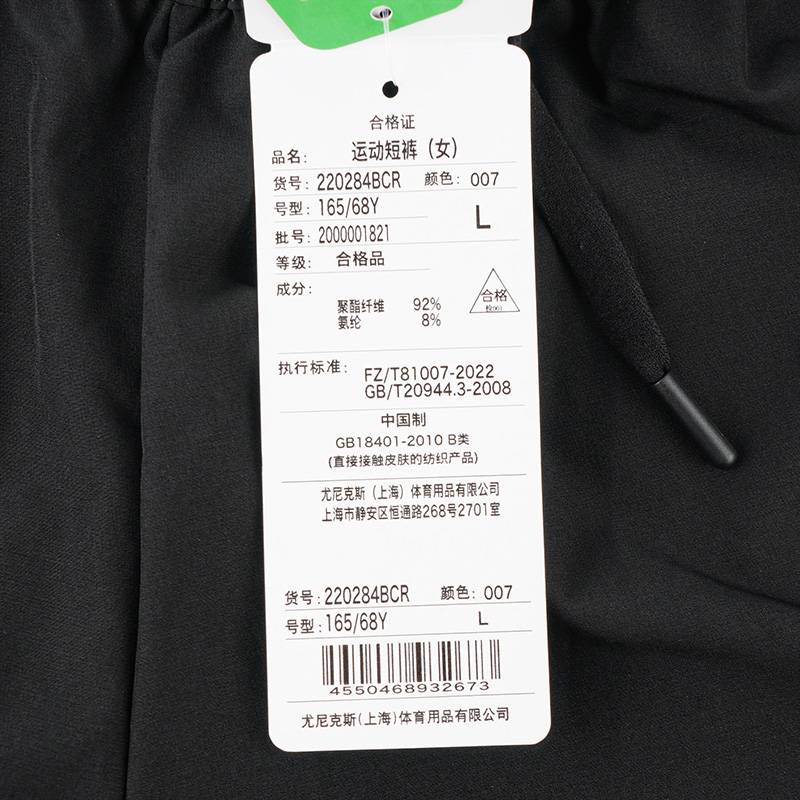 合格证
品名: 运动短裤（女）
货号: 220284BCR 颜色: 007
号型: 165/68Y L
批号: 2000001821
等级: 合格品
成分:
聚酯纤维 92%
氨纶 8%
合格
执行标准: FZ/T81007-2022
GB/T20944.3-2008
中国制
GB18401-2010 B类
(直接接触皮肤的纺织产品)
尤尼克斯（上海）体育用品有限公司
上海市静安区恒通路268号2701室
货号: 220284BCR 颜色: 007
号型: 165/68Y L
4550468932673
尤尼克斯(上海)体育用品有限公司